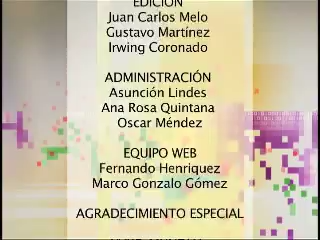 EDICIÓN
Juan Carlos Melo
Gustavo Martínez
Irwing Coronado
ADMINISTRACIÓN
Asunción Lindes
Ana Rosa Quintana
Oscar Méndez
EQUIPO WEB
Fernando Henriquez
Marco Gonzalo Gómez
AGRADECIMIENTO ESPECIAL